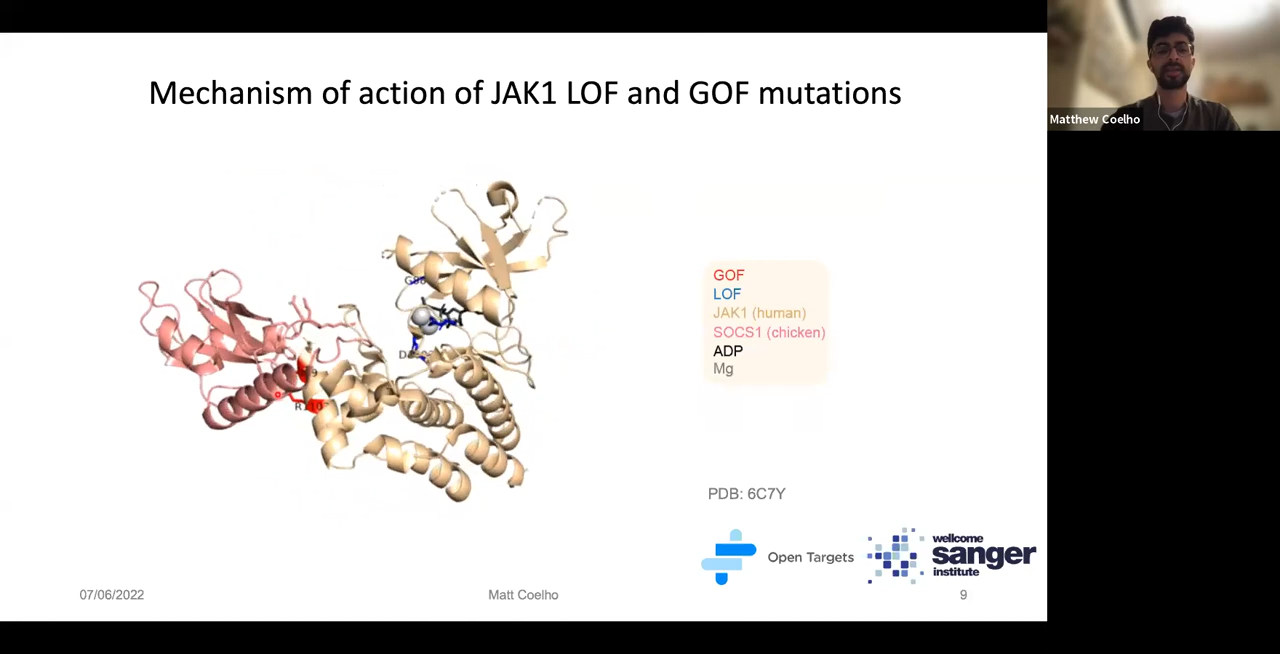 Mechanism of action of JAK1 LOF and GOF mutations
Matthew Coelho
GOF
LOF
JAK1 (human)
SOCS1 (chicken)
ADP
Mg
PDB: 6C7Y
Open Targets
wellcome
sanger
institute
07/06/2022
Matt Coelho
9